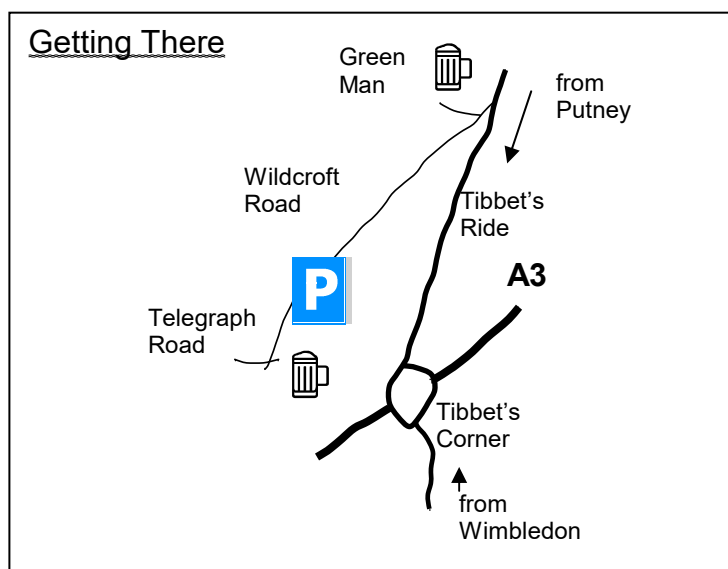 Getting There
Green
Man
from
Putney
Wildcroft
Road
Tibbet's
Ride
A3
P
Telegraph
Road
Tibbet's
Corner
from
Wimbledon